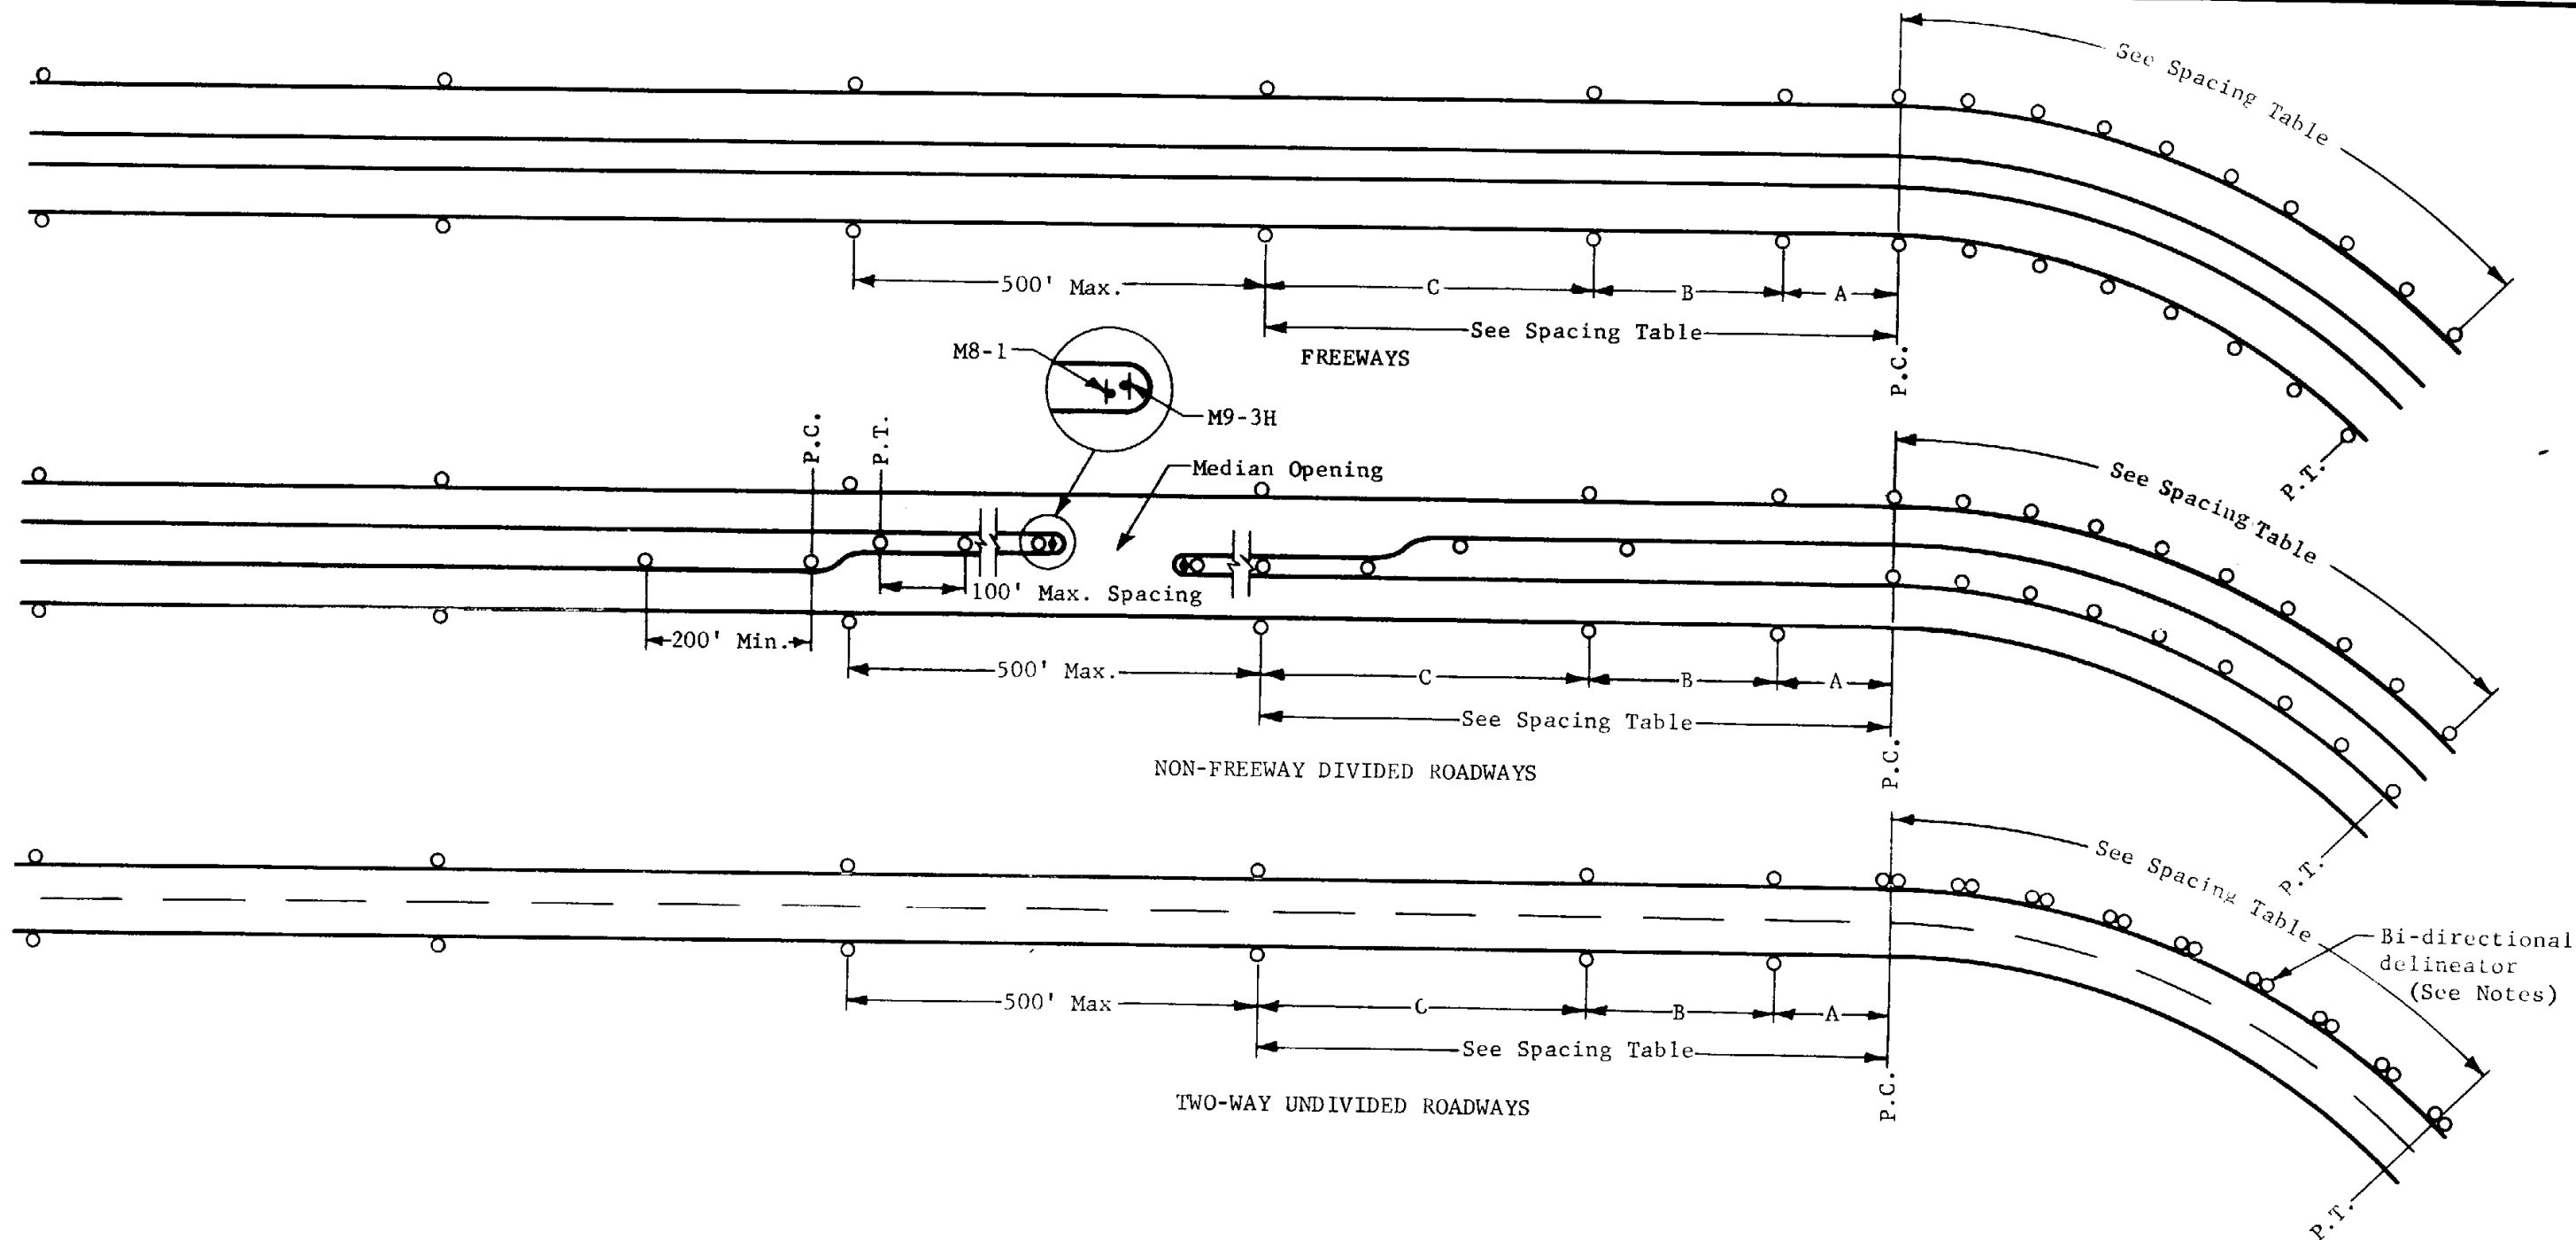 See Spacing Table
500' Max.
C
B
A
See Spacing Table
FREEWAYS
P.C.
P.T.
M8-1
M9-3H
P.C.
P.T.
Median Opening
See Spacing Table
100' Max. Spacing
200' Min.
500' Max.
C
B
A
See Spacing Table
NON-FREEWAY DIVIDED ROADWAYS
P.C.
P.T.
See Spacing Table
Bi-directional
delineator
(See Notes)
500' Max
C
B
A
See Spacing Table
TWO-WAY UNDIVIDED ROADWAYS
P.C.
P.T.